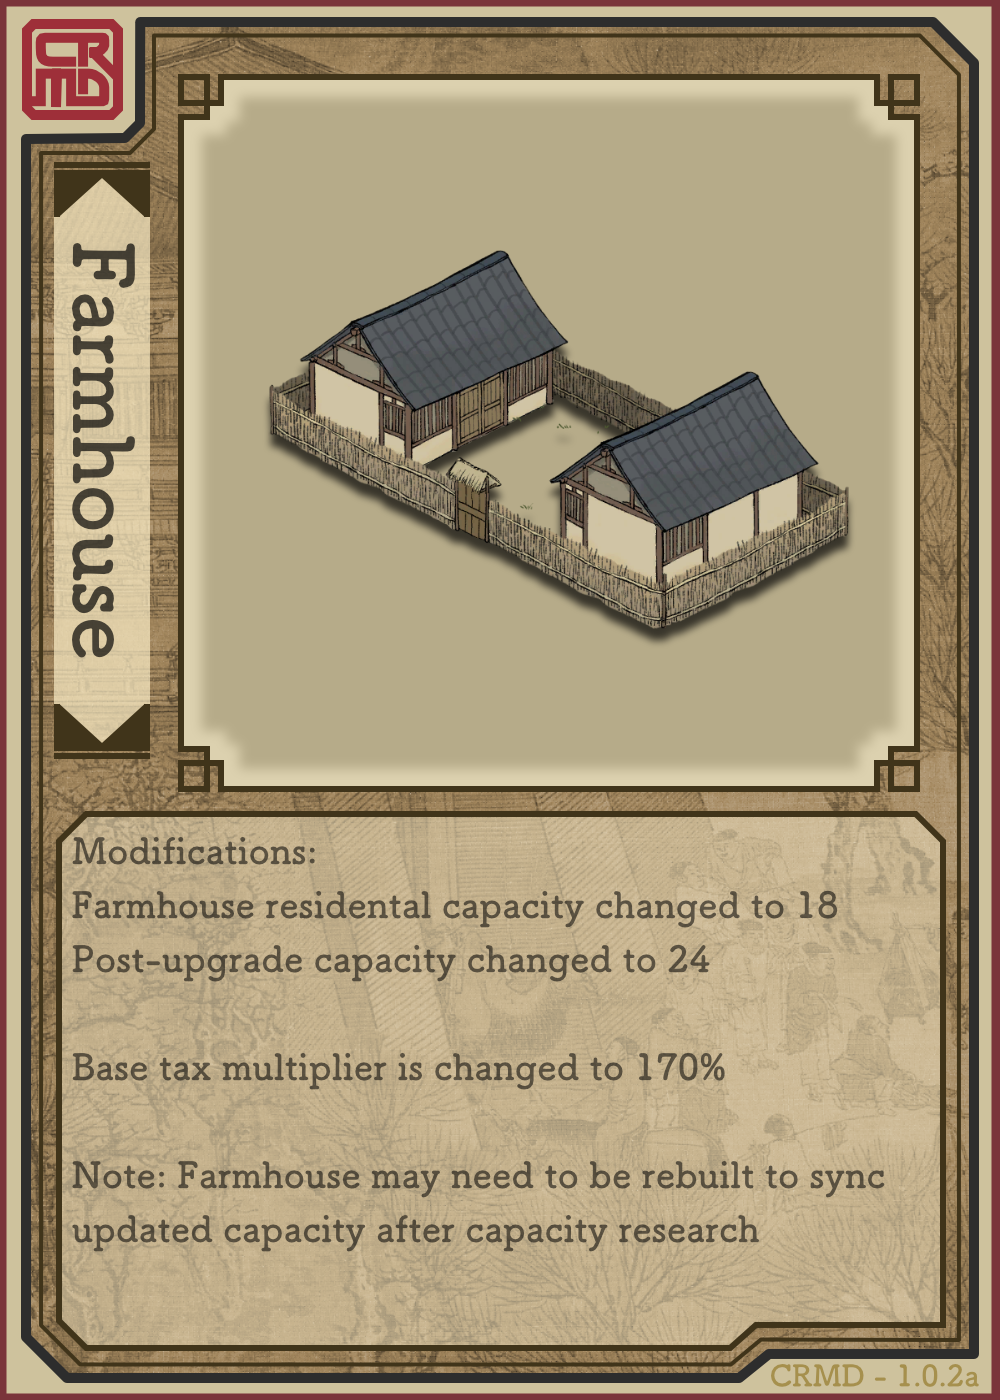 CRMD
Farmhouse
Modifications:
Farmhouse residental capacity changed to 18
Post-upgrade capacity changed to 24
Base tax multiplier is changed to 170%
Note: Farmhouse may need to be rebuilt to sync
updated capacity after capacity research
CRMD - 1.0.2a